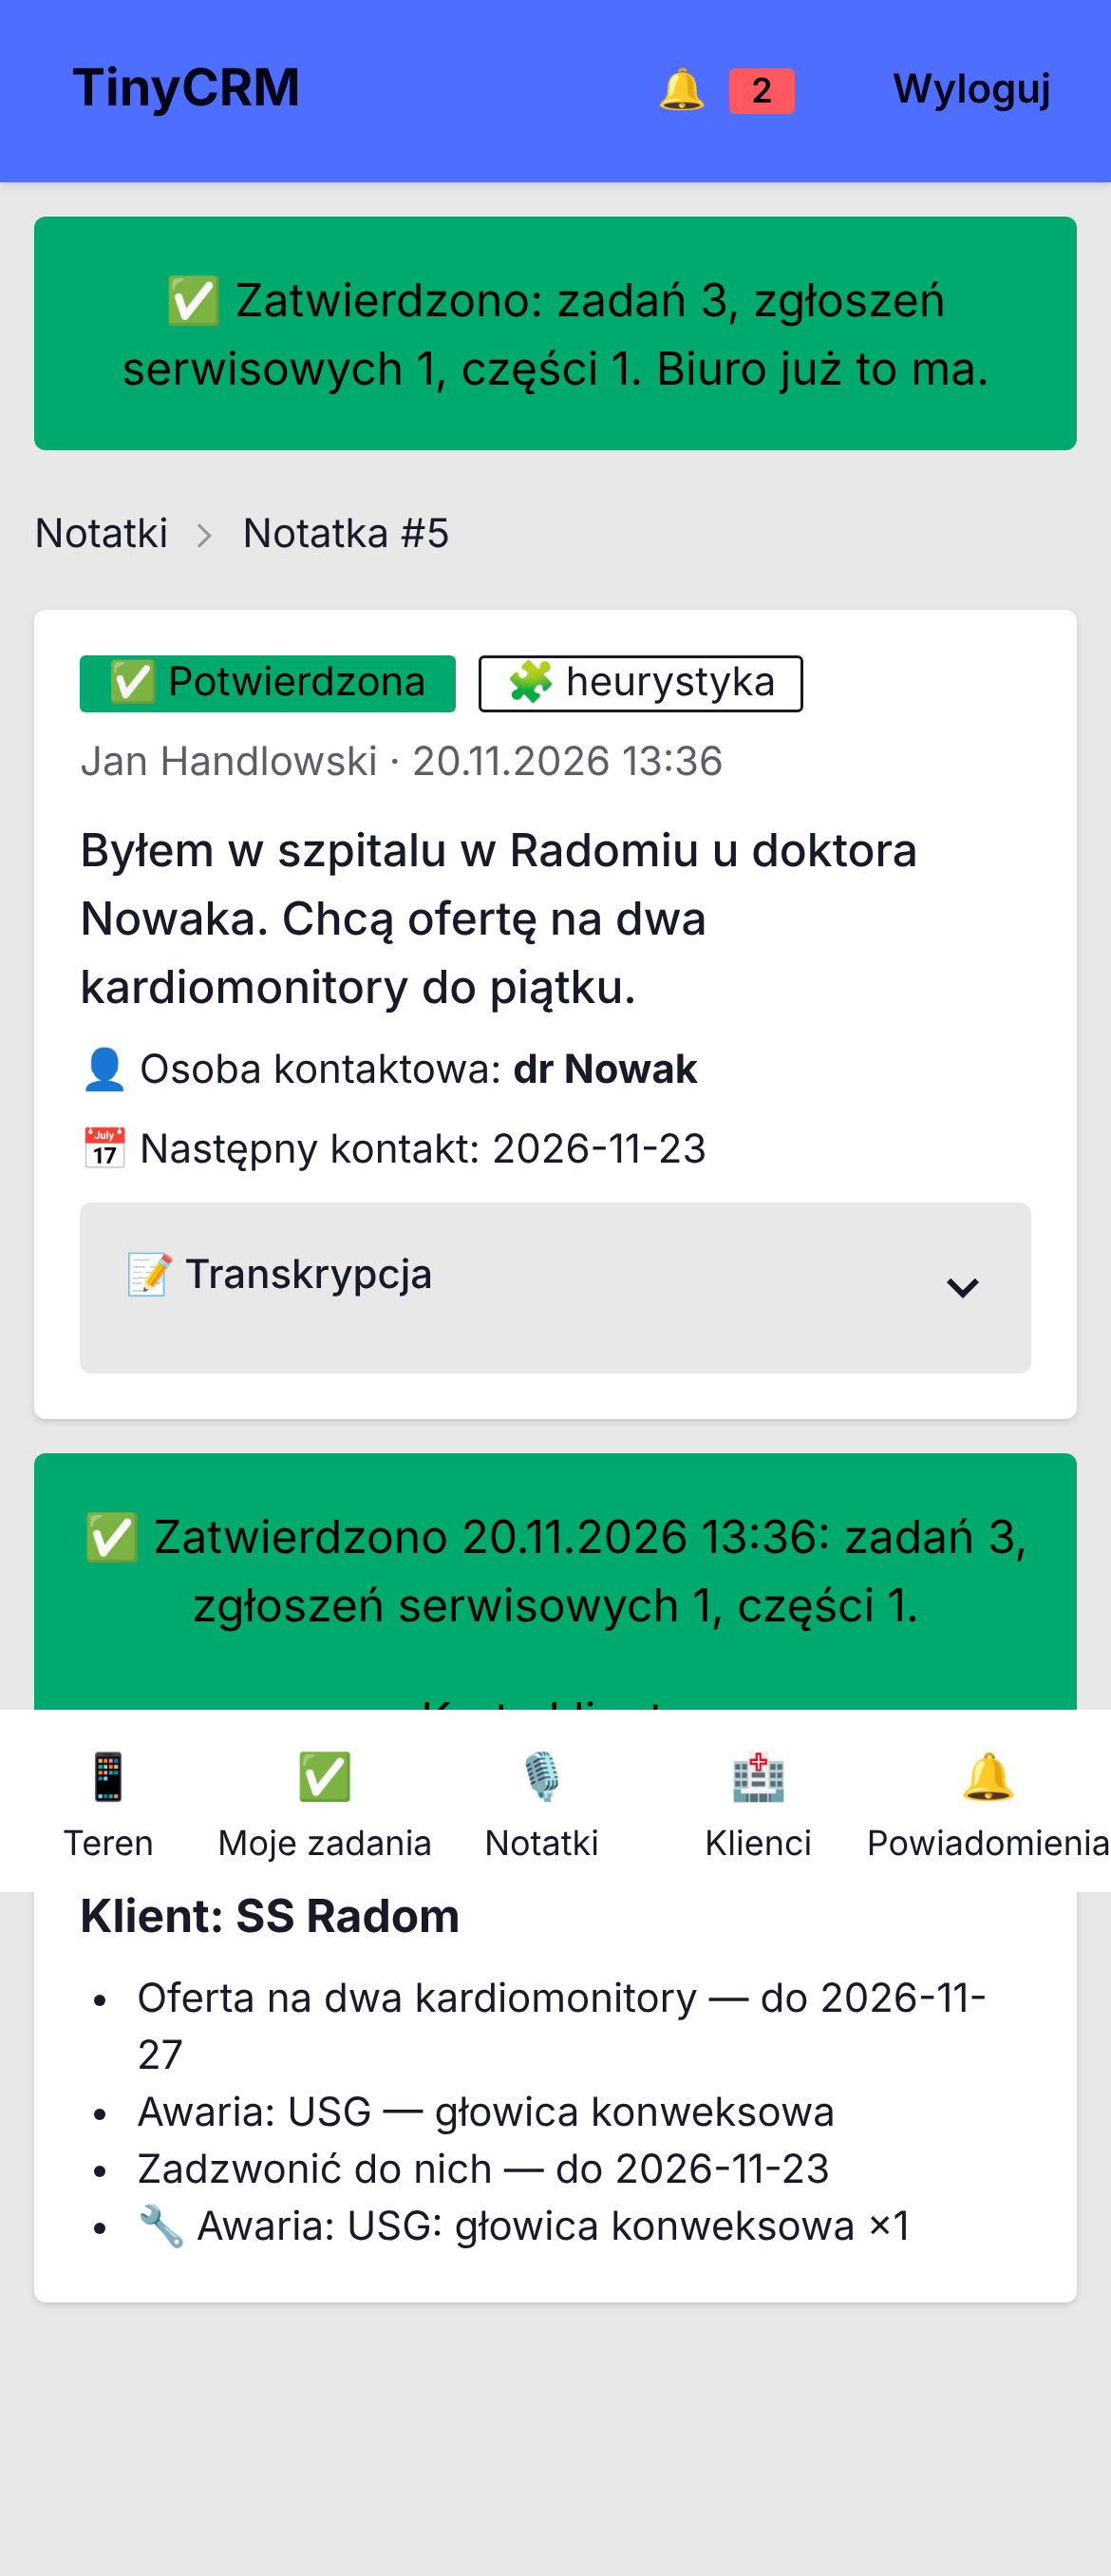 TinyCRM
2
Wyloguj
✅ Zatwierdzono: zadań 3, zgłoszeń
serwisowych 1, części 1. Biuro już to ma.
Notatki > Notatka #5
✅ Potwierdzona
🧩 heurystyka
Jan Handlowski · 20.11.2026 13:36
Byłem w szpitalu w Radomiu u doktora
Nowaka. Chcą ofertę na dwa
kardiomonitory do piątku.
👤 Osoba kontaktowa: dr Nowak
📅 Następny kontakt: 2026-11-23
📝 Transkrypcja
✅ Zatwierdzono 20.11.2026 13:36: zadań 3,
zgłoszeń serwisowych 1, części 1.
Teren
Moje zadania
Notatki
Klienci
Powiadomienia
Klient: SS Radom
• Oferta na dwa kardiomonitory — do 2026-11-
27
• Awaria: USG — głowica konweksowa
• Zadzwonić do nich — do 2026-11-23
• 🔧 Awaria: USG: głowica konweksowa ×1